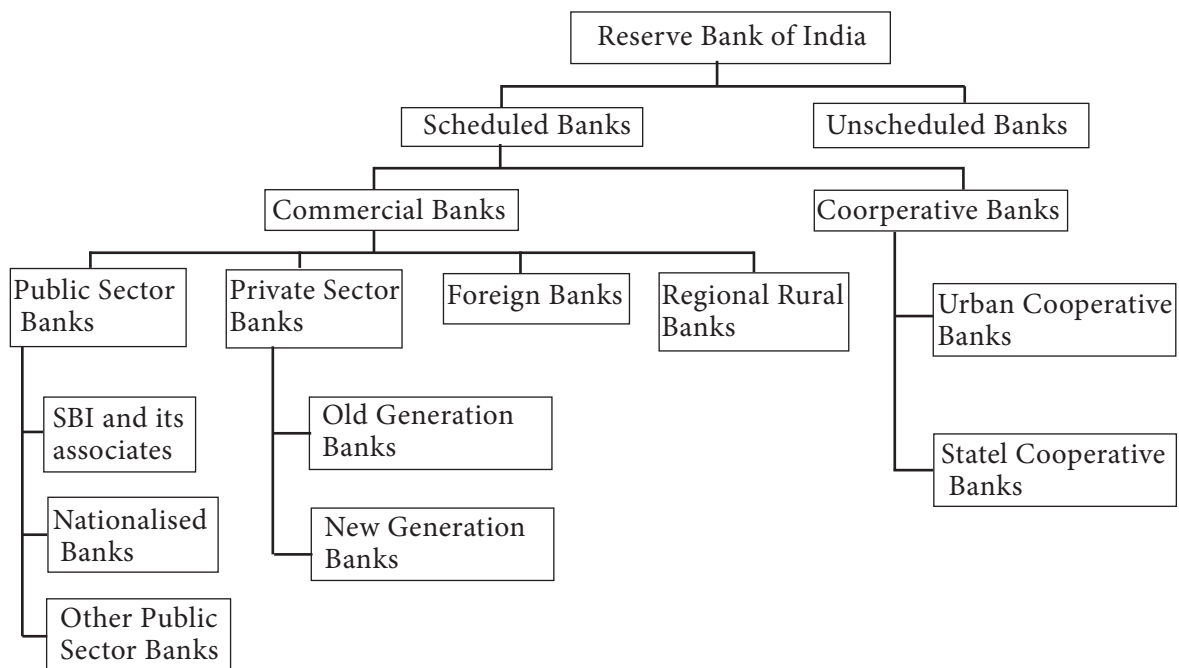 Reserve Bank of India
Scheduled Banks
Unscheduled Banks
Commercial Banks
Coorperative Banks
Public Sector
Banks
Private Sector
Banks
Foreign Banks
Regional Rural
Banks
Urban Cooperative
Banks
SBI and its
associates
Old Generation
Banks
Statel Cooperative
Banks
Nationalised
Banks
New Generation
Banks
Other Public
Sector Banks